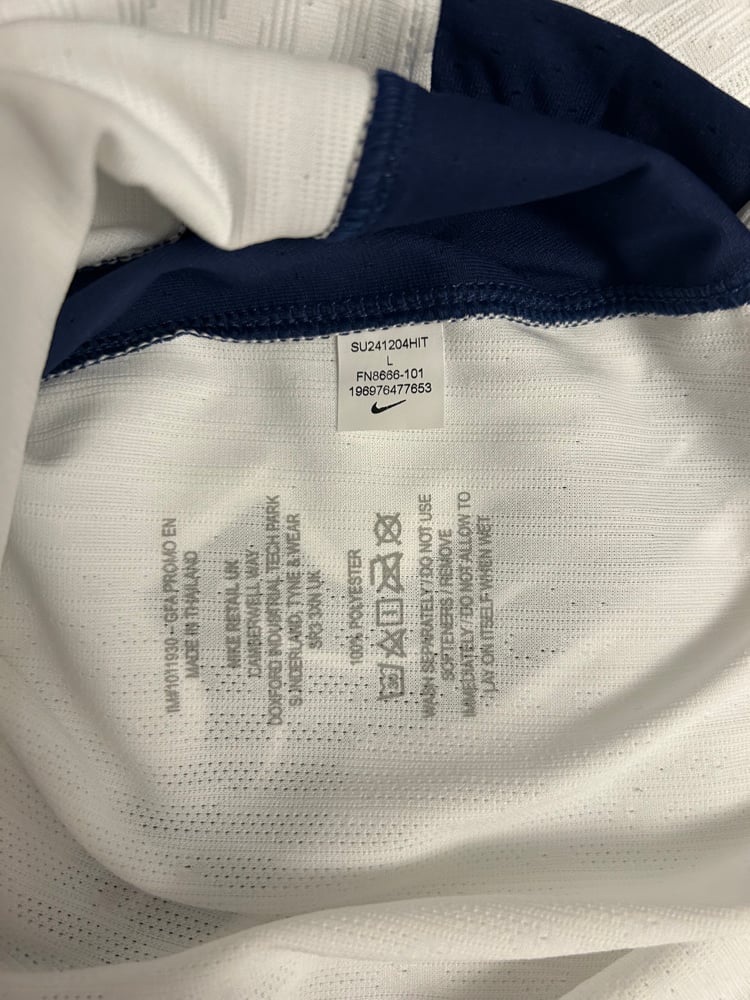 SU241204HIT
L
FN8666-101
196976477653
IM#1011930 - GFA PROMO EN
MADE IN THAILAND
NIKE RETAIL UK
CAMBERWELL WAY
DOXFORD INDUSTRIAL TECH PARK
SUNDERLAND, TYNE & WEAR
SR3 3XN UK
100% POLYESTER
WASH SEPARATELY / DO NOT USE
SOFTENERS / REMOVE
IMMEDIATELY / DO NOT ALLOW TO
LAY ON ITSELF WHEN WET